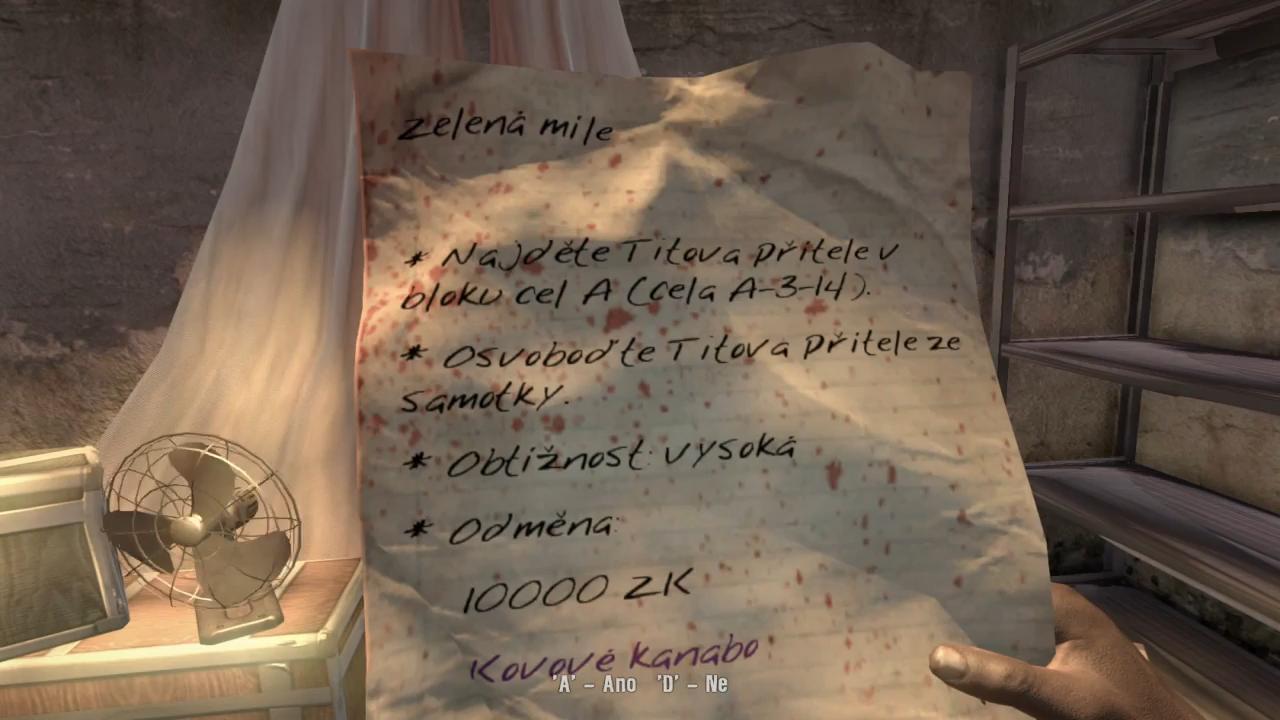 Zelená míle
* Najděte Titova přítele v
bloku cel A (cela A-3-14).
* Osvoboďte Titova přítele ze
samotky.
* Obtížnost: vysoká
* Odměna:
10000 ZK
Kovové kanabo
'A' - Ano 'D' - Ne